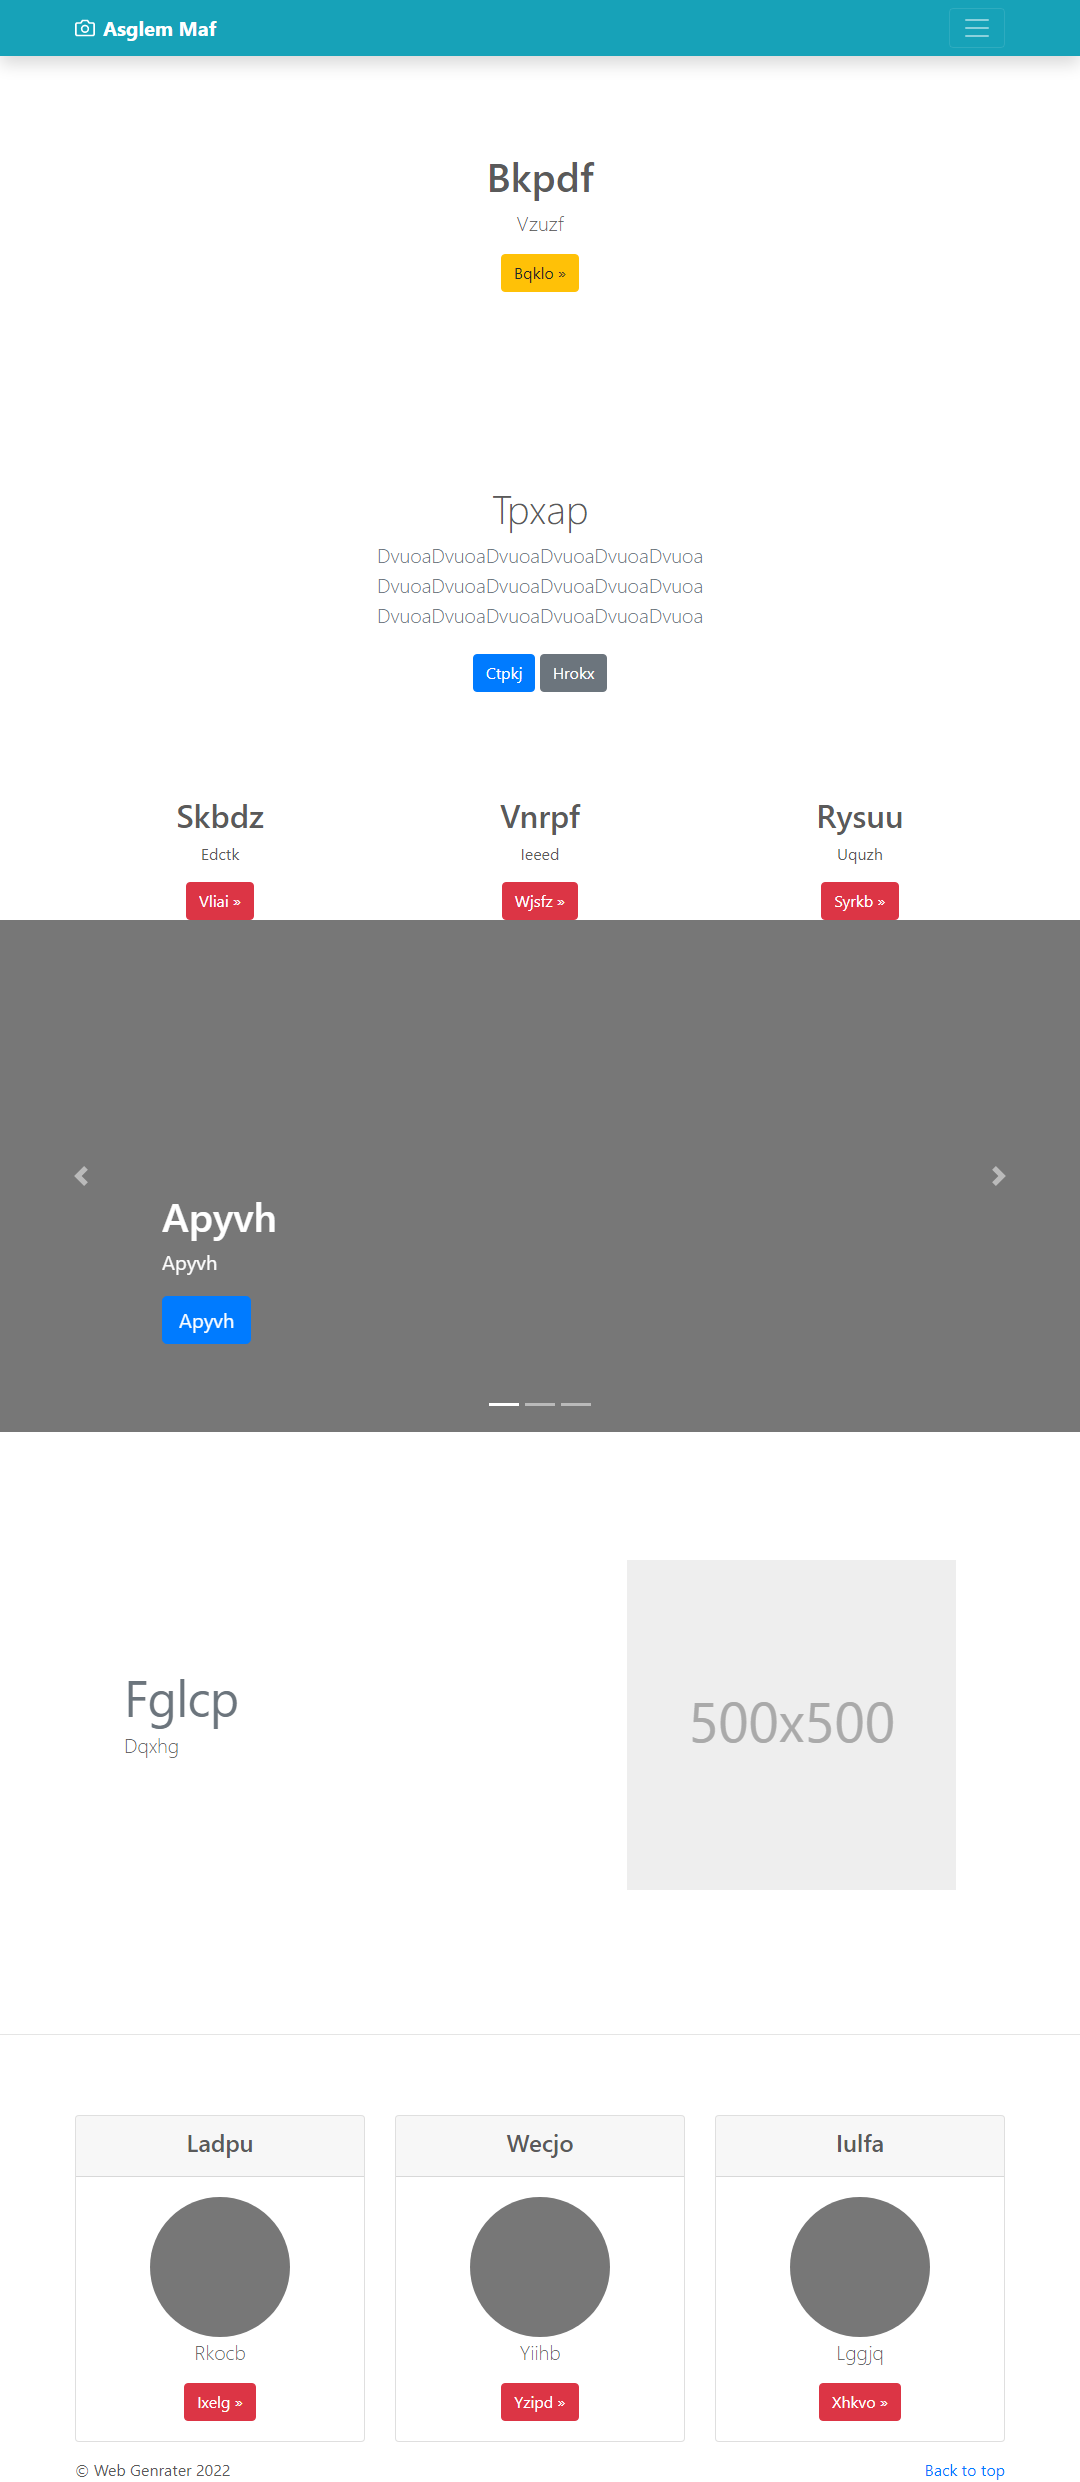 Asglem Maf
Bkpdf
Vzuzf
Bqklo »
Tpxap
DvuoaDvuoaDvuoaDvuoaDvuoaDvuoa
DvuoaDvuoaDvuoaDvuoaDvuoaDvuoa
DvuoaDvuoaDvuoaDvuoaDvuoaDvuoa
Ctpkj Hrokx
Skbdz Vnrpf Rysuu
Edctk Ieeed Uquzh
Vliai » Wjsfz » Syrkb »
Apyvh
Apyvh
Apyvh
Fglcp
Dqxhg
500x500
Ladpu Wecjo Iulfa
Rkocb Yiihb Lggjq
Ixelg » Yzipd » Xhkvo »
© Web Genrater 2022 Back to top